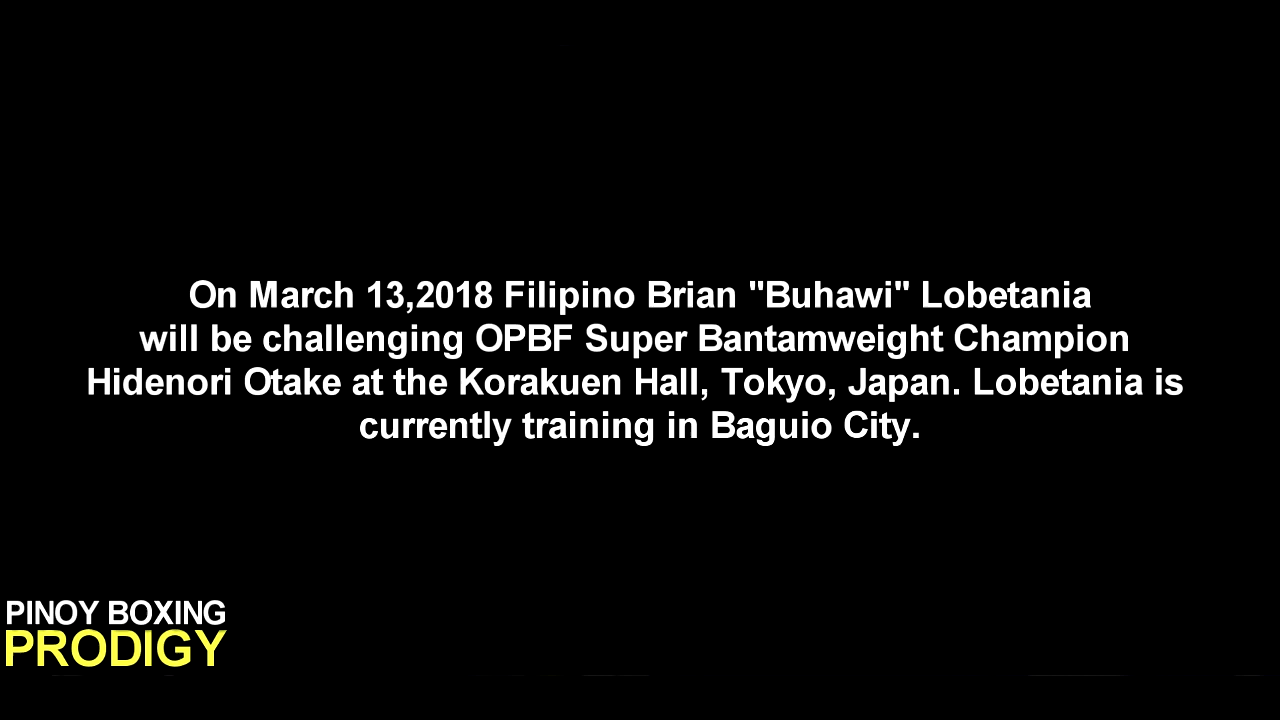 On March 13,2018 Filipino Brian "Buhawi" Lobetania
will be challenging OPBF Super Bantamweight Champion
Hidenori Otake at the Korakuen Hall, Tokyo, Japan. Lobetania is
currently training in Baguio City.
PINOY BOXING
PRODIGY